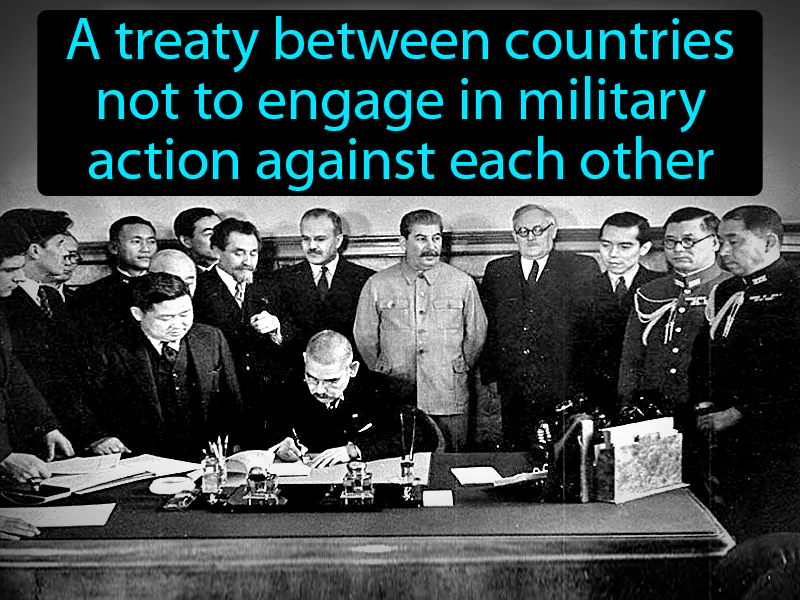 A treaty between countries
not to engage in military
action against each other